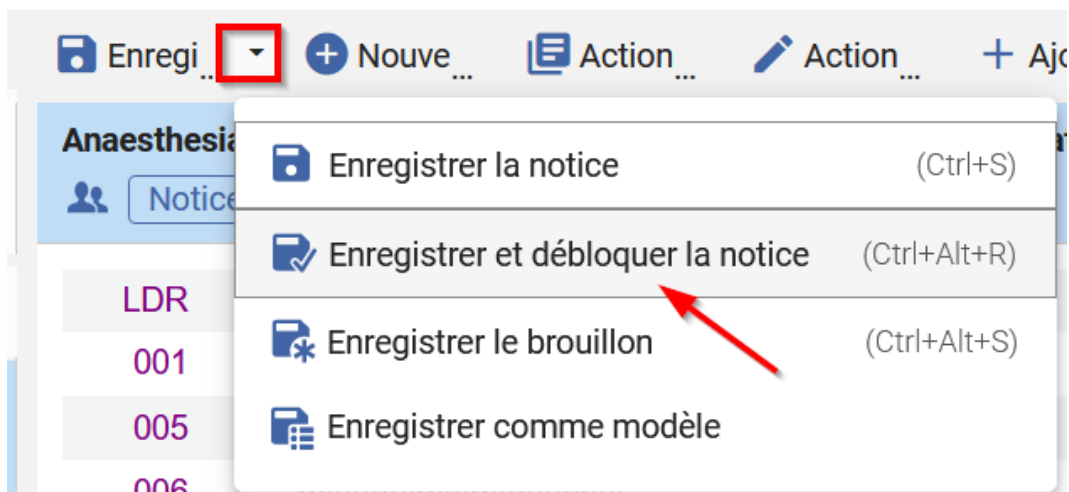 Enregi... Nouve... Action... Action... Ajo
Anaesthesia
Enregistrer la notice (Ctrl+S)
Notice
Enregistrer et débloquer la notice (Ctrl+Alt+R)
LDR
Enregistrer le brouillon (Ctrl+Alt+S)
001
005
Enregistrer comme modèle
006